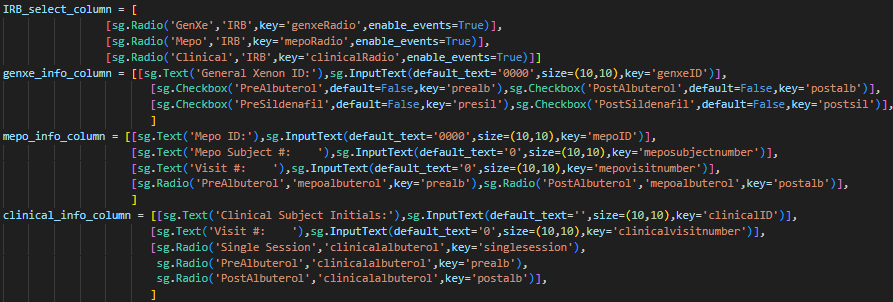 IRB_select_column = [
[sg.Radio('GenXe','IRB',key='genxeRadio',enable_events=True)],
[sg.Radio('Mepo','IRB',key='mepoRadio',enable_events=True)],
[sg.Radio('Clinical','IRB',key='clinicalRadio',enable_events=True)]]
genxe_info_column = [[sg.Text('General Xenon ID:'),sg.InputText(default_text='0000',size=(10,10),key='genxeID')],
[sg.Checkbox('PreAlbuterol',default=False,key='prealb'),sg.Checkbox('PostAlbuterol',default=False,key='postalb')],
[sg.Checkbox('PreSildenafil',default=False,key='presil'),sg.Checkbox('PostSildenafil',default=False,key='postsil')],
]
mepo_info_column = [[sg.Text('Mepo ID:'),sg.InputText(default_text='0000',size=(10,10),key='mepoID')],
[sg.Text('Mepo Subject #:    '),sg.InputText(default_text='0',size=(10,10),key='meposubjectnumber')],
[sg.Text('Visit #:    '),sg.InputText(default_text='0',size=(10,10),key='mepovisitnumber')],
[sg.Radio('PreAlbuterol','mepoalbuterol',key='prealb'),sg.Radio('PostAlbuterol','mepoalbuterol',key='postalb')],
]
clinical_info_column = [[sg.Text('Clinical Subject Initials:'),sg.InputText(default_text='',size=(10,10),key='clinicalID')],
[sg.Text('Visit #:    '),sg.InputText(default_text='0',size=(10,10),key='clinicalvisitnumber')],
[sg.Radio('Single Session','clinicalalbuterol',key='singlesession'),
sg.Radio('PreAlbuterol','clinicalalbuterol',key='prealb'),
sg.Radio('PostAlbuterol','clinicalalbuterol',key='postalb')],
]